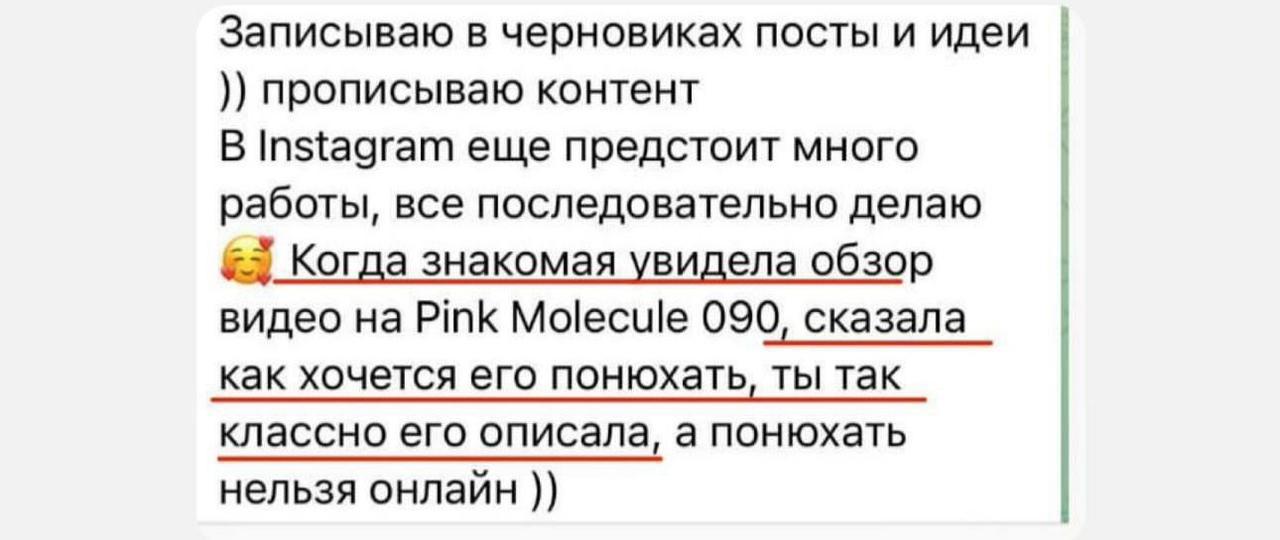 Записываю в черновиках посты и идеи
)) прописываю контент
В Instagram еще предстоит много
работы, все последовательно делаю
🥰 Когда знакомая увидела обзор
видео на Pink Molecule 090, сказала
как хочется его понюхать, ты так
классно его описала, а понюхать
нельзя онлайн ))